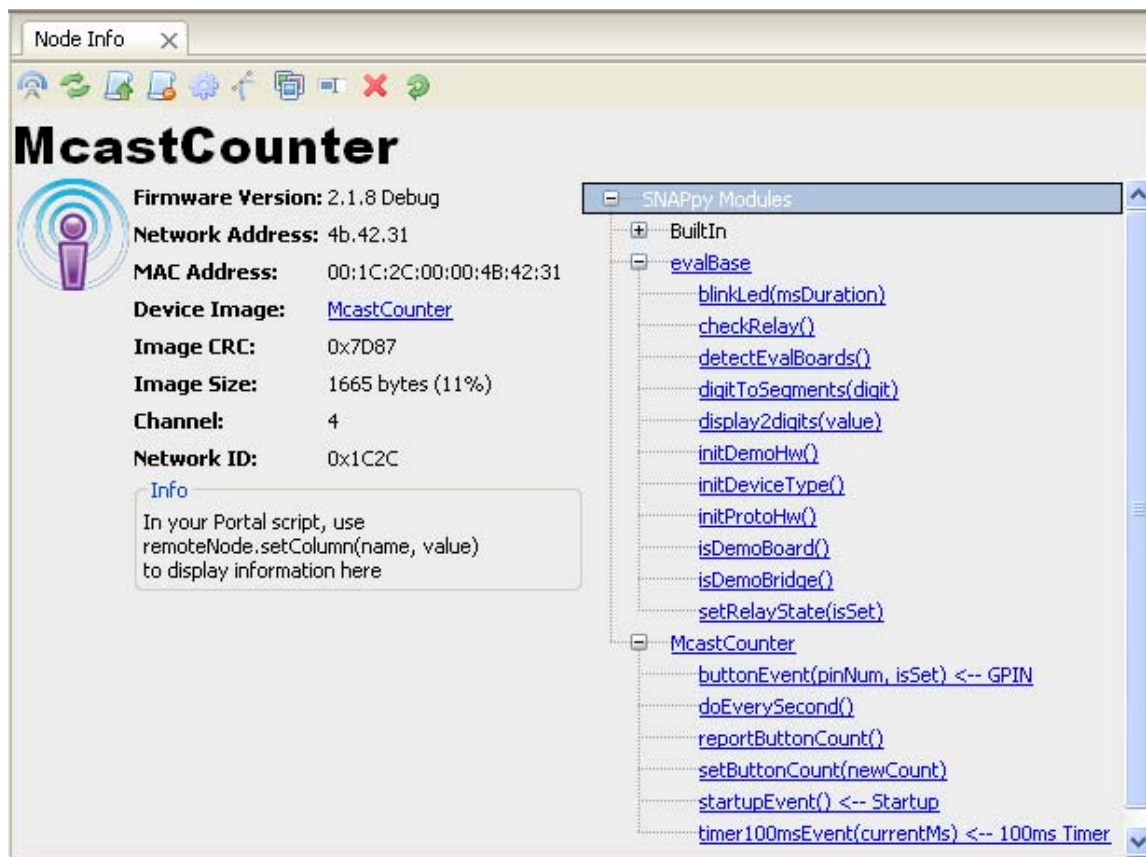 Node Info
McastCounter
Firmware Version: 2.1.8 Debug
Network Address: 4b.42.31
MAC Address: 00:1C:2C:00:00:4B:42:31
Device Image: McastCounter
Image CRC: 0x7D87
Image Size: 1665 bytes (11%)
Channel: 4
Network ID: 0x1C2C
Info
In your Portal script, use
remoteNode.setColumn(name, value)
to display information here
SNAPpy Modules
BuiltIn
evalBase
blinkLed(msDuration)
checkRelay()
detectEvalBoards()
digitToSegments(digit)
display2digits(value)
initDemoHw()
initDeviceType()
initProtoHw()
isDemoBoard()
isDemoBridge()
setRelayState(isSet)
McastCounter
buttonEvent(pinNum, isSet) <-- GPIN
doEverySecond()
reportButtonCount()
setButtonCount(newCount)
startupEvent() <-- Startup
timer100msEvent(currentMs) <-- 100ms Timer